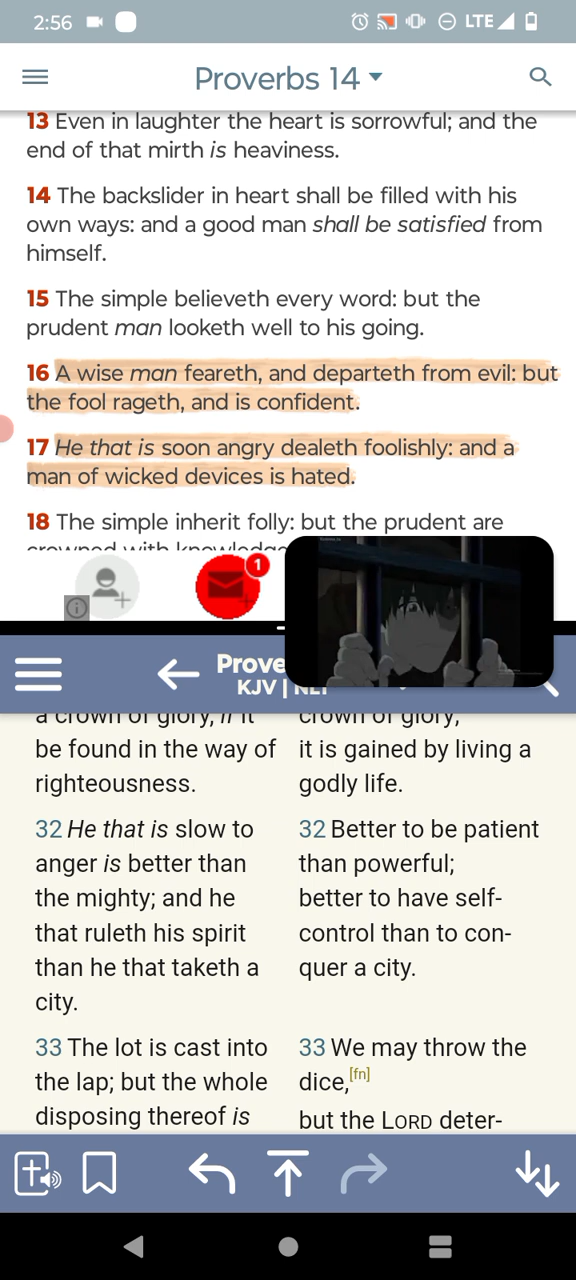 2:56 LTE
Proverbs 14
13 Even in laughter the heart is sorrowful; and the
end of that mirth is heaviness.
14 The backslider in heart shall be filled with his
own ways: and a good man shall be satisfied from
himself.
15 The simple believeth every word: but the
prudent man looketh well to his going.
16 A wise man feareth, and departeth from evil: but
the fool rageth, and is confident.
17 He that is soon angry dealeth foolishly: and a
man of wicked devices is hated.
18 The simple inherit folly: but the prudent are
crowned with knowledge
1
Prove
KJV | NLT
a crown of glory, if it
be found in the way of
righteousness.
32 He that is slow to
anger is better than
the mighty; and he
that ruleth his spirit
than he that taketh a
city.
33 The lot is cast into
the lap; but the whole
disposing thereof is
crown of glory;
it is gained by living a
godly life.
32 Better to be patient
than powerful;
better to have self-
control than to con-
quer a city.
33 We may throw the
dice,[fn]
but the LORD deter-